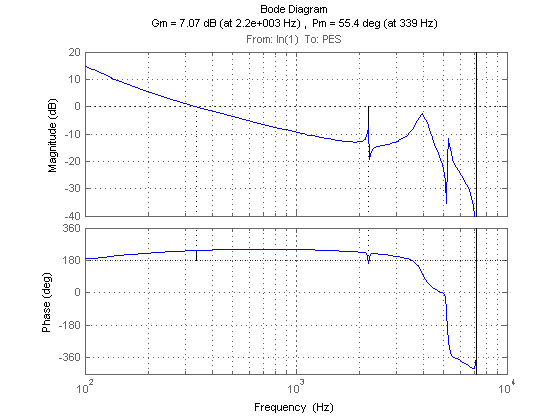 Bode Diagram
Gm = 7.07 dB (at 2.2e+003 Hz) , Pm = 55.4 deg (at 339 Hz)
From: In(1) To: PES
Magnitude (dB)
20
10
0
-10
-20
-30
-40
Phase (deg)
360
180
0
-180
-360
10^2
10^3
10^4
Frequency (Hz)